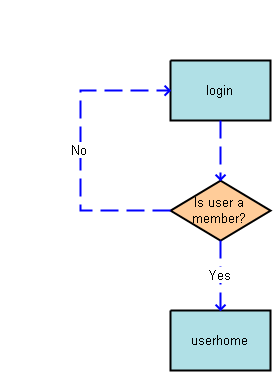 login
No
Is user a
member?
Yes
userhome